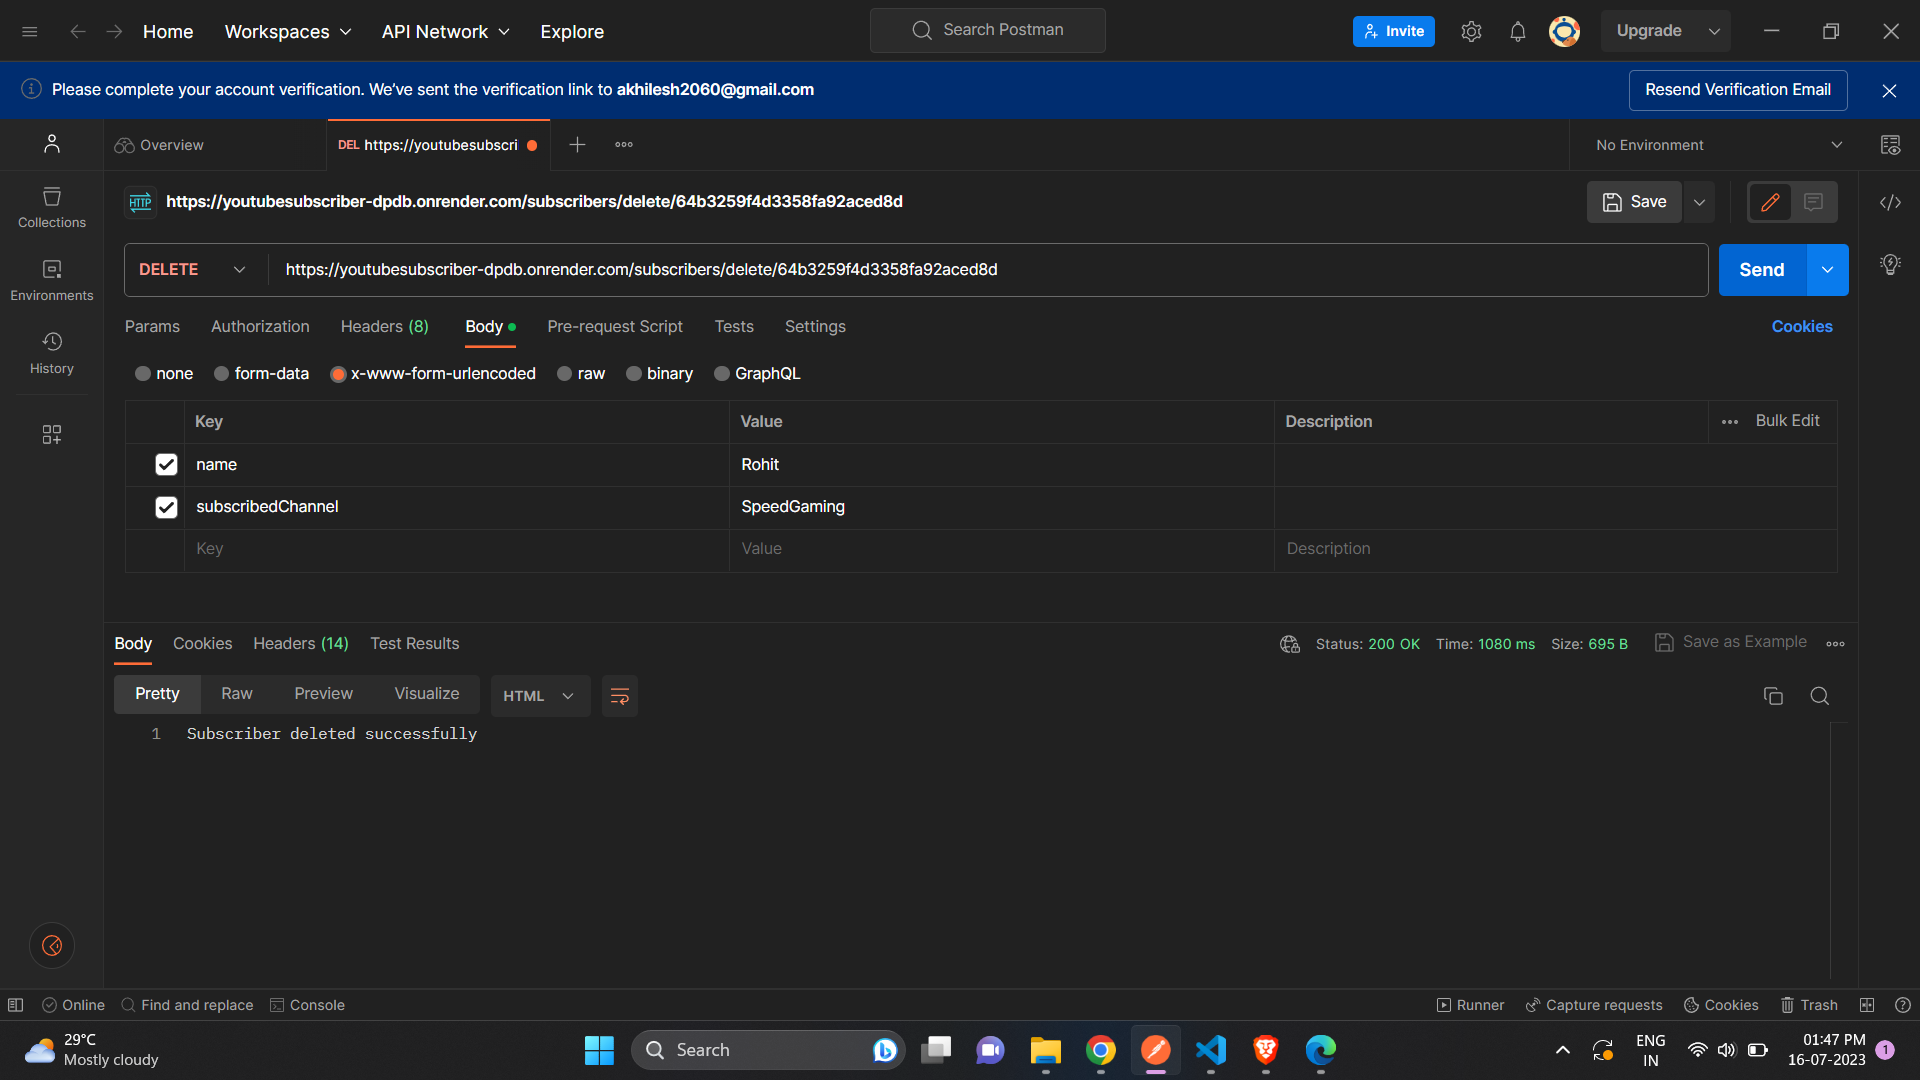 Home
Workspaces
API Network
Explore
Search Postman
Invite
Upgrade
Please complete your account verification. We've sent the verification link to akhilesh2060@gmail.com
Resend Verification Email
Overview
DEL https://youtubesubscri
No Environment
Collections
Environments
History
HTTP
https://youtubesubscriber-dpdb.onrender.com/subscribers/delete/64b3259f4d3358fa92aced8d
Save
DELETE
https://youtubesubscriber-dpdb.onrender.com/subscribers/delete/64b3259f4d3358fa92aced8d
Send
Params
Authorization
Headers (8)
Body
Pre-request Script
Tests
Settings
Cookies
none
form-data
x-www-form-urlencoded
raw
binary
GraphQL
Key
Value
Description
Bulk Edit
name
Rohit
subscribedChannel
SpeedGaming
Key
Value
Description
Body
Cookies
Headers (14)
Test Results
Status: 200 OK
Time: 1080 ms
Size: 695 B
Save as Example
Pretty
Raw
Preview
Visualize
HTML
1 Subscriber deleted successfully
Online
Find and replace
Console
Runner
Capture requests
Cookies
Trash
29°C
Mostly cloudy
Search
ENG
IN
01:47 PM
16-07-2023
1